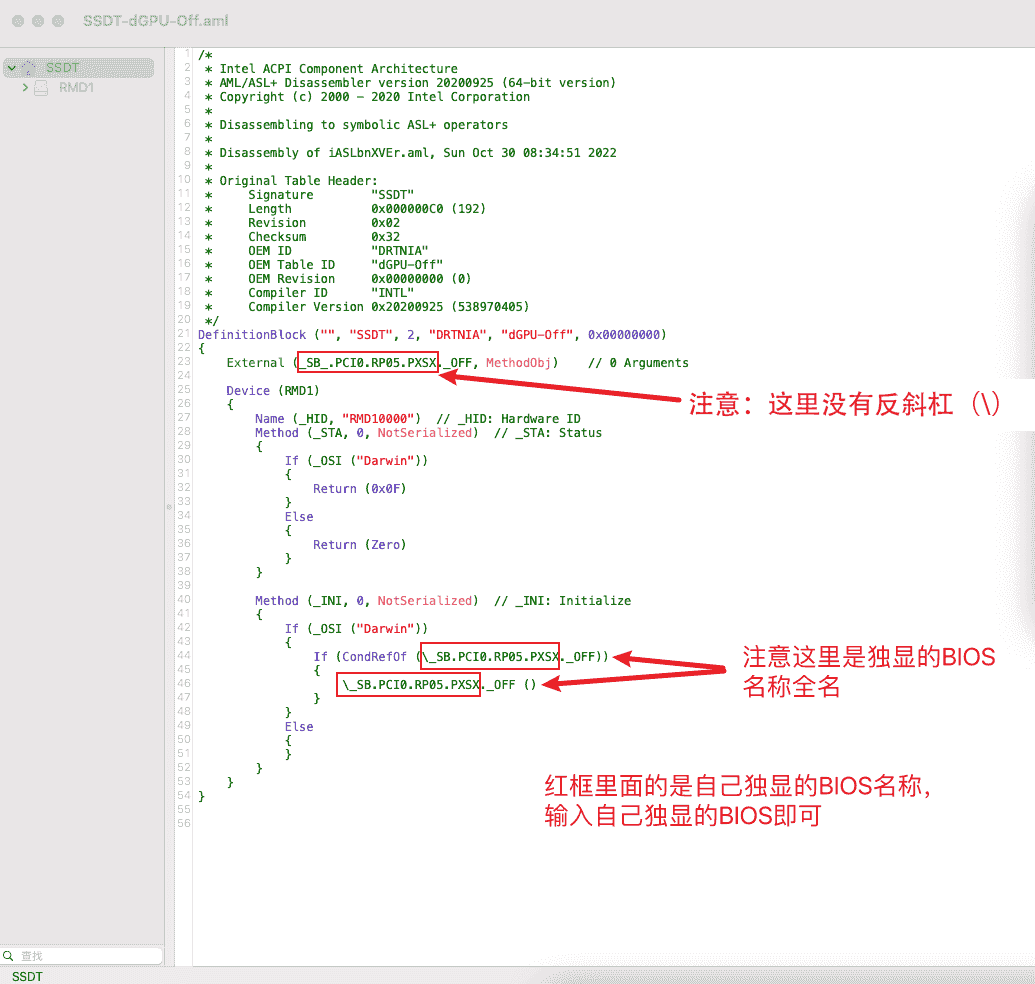 SSDT-dGPU-Off.aml
SSDT
RMD1
1 /*
2 * Intel ACPI Component Architecture
3 * AML/ASL+ Disassembler version 20200925 (64-bit version)
4 * Copyright (c) 2000 - 2020 Intel Corporation
5 *
6 * Disassembling to symbolic ASL+ operators
7 *
8 * Disassembly of iASLbnXVEr.aml, Sun Oct 30 08:34:51 2022
9 *
10 * Original Table Header:
11 *     Signature        "SSDT"
12 *     Length           0x000000C0 (192)
13 *     Revision         0x02
14 *     Checksum         0x32
15 *     OEM ID           "DRTNIA"
16 *     OEM Table ID     "dGPU-Off"
17 *     OEM Revision     0x00000000 (0)
18 *     Compiler ID      "INTL"
19 *     Compiler Version 0x20200925 (538970405)
20 */
21 DefinitionBlock ("", "SSDT", 2, "DRTNIA", "dGPU-Off", 0x00000000)
22 {
23     External (_SB_.PCI0.RP05.PXSX._OFF, MethodObj)    // 0 Arguments
24
注意：这里没有反斜杠（\）
25     Device (RMD1)
26     {
27         Name (_HID, "RMD10000")  // _HID: Hardware ID
28         Method (_STA, 0, NotSerialized)  // _STA: Status
29         {
30             If (_OSI ("Darwin"))
31             {
32                 Return (0x0F)
33             }
34             Else
35             {
36                 Return (Zero)
37             }
38         }
39
40         Method (_INI, 0, NotSerialized)  // _INI: Initialize
41         {
42             If (_OSI ("Darwin"))
43             {
44                 If (CondRefOf (\_SB.PCI0.RP05.PXSX._OFF))
45                 {
46                     \_SB.PCI0.RP05.PXSX._OFF ()
47                 }
48             }
49             Else
50             {
51             }
52         }
53     }
54 }
55
56
注意这里是独显的BIOS
名称全名
红框里面的是自己独显的BIOS名称，
输入自己独显的BIOS即可
查找
SSDT